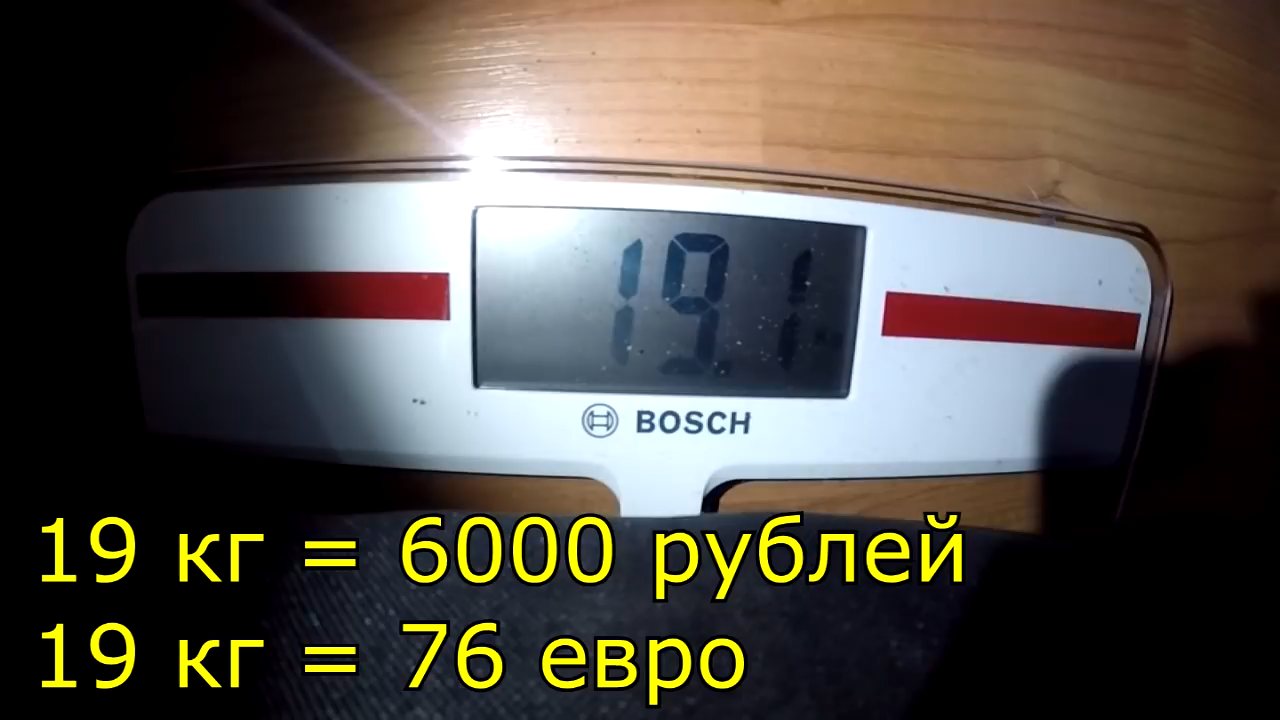 19.1
BOSCH
19 кг = 6000 рублей
19 кг = 76 евро